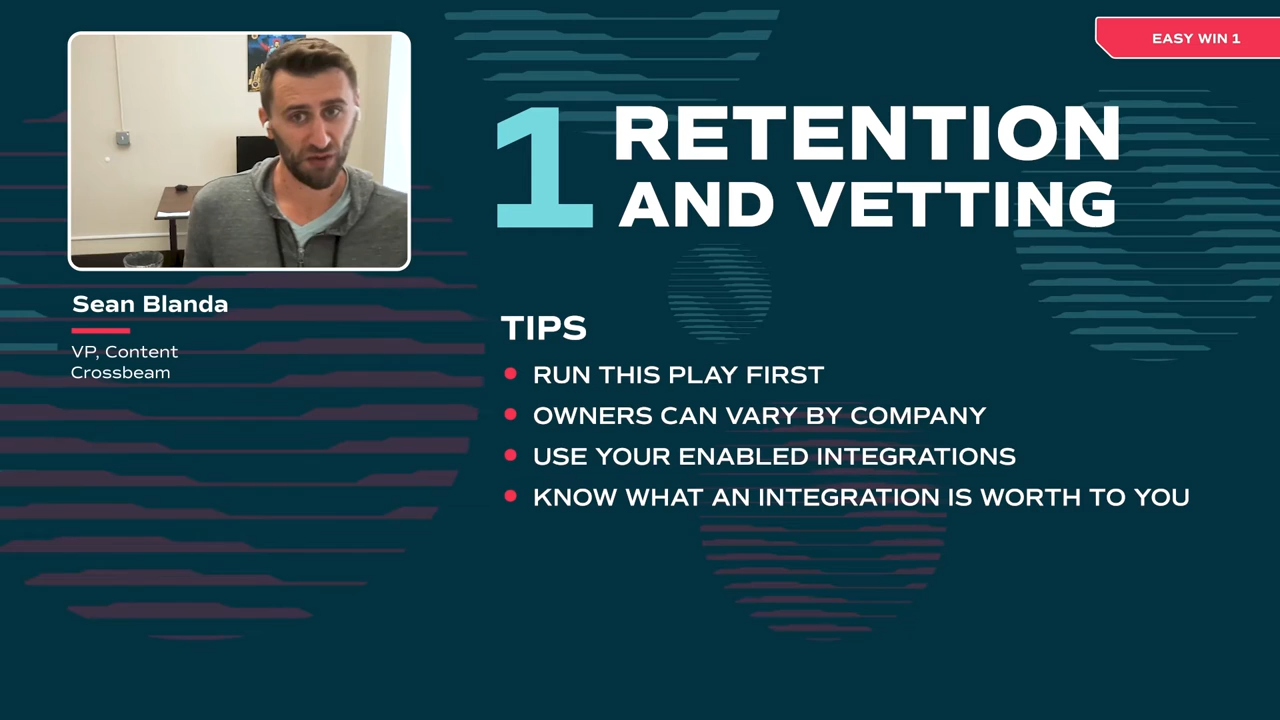 EASY WIN 1
1 RETENTION
AND VETTING
Sean Blanda
VP, Content
Crossbeam
TIPS
RUN THIS PLAY FIRST
OWNERS CAN VARY BY COMPANY
USE YOUR ENABLED INTEGRATIONS
KNOW WHAT AN INTEGRATION IS WORTH TO YOU